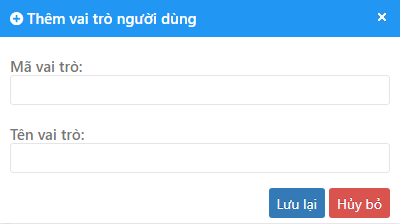 Thêm vai trò người dùng ×
Mã vai trò:
Tên vai trò:
Lưu lại Hủy bỏ